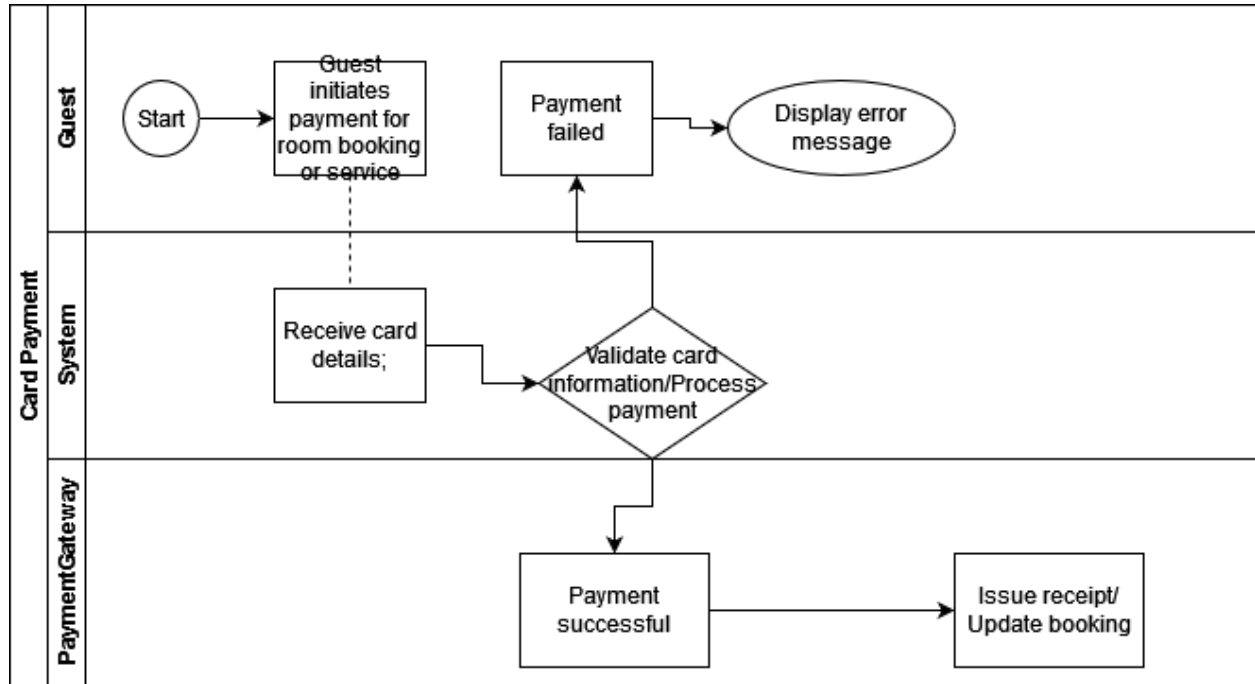 Card Payment
Guest
Start
Guest
initiates
payment for
room booking
or service
Payment
failed
Display error
message
System
Receive card
details;
Validate card
information/Process
payment
PaymentGateway
Payment
successful
Issue receipt/
Update booking